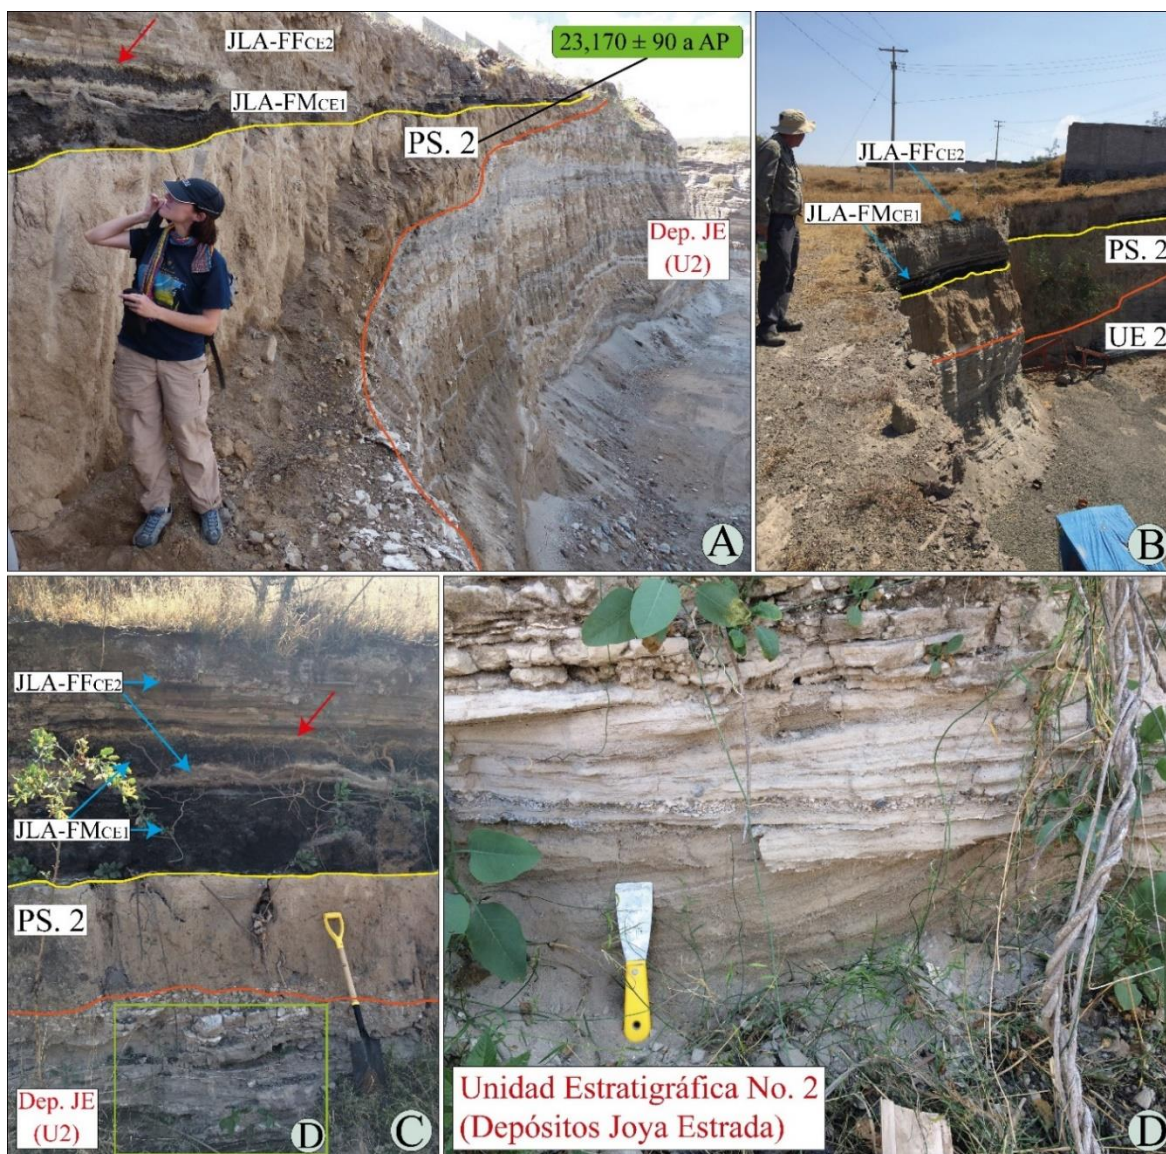 JLA-FFCE2
23,170 ± 90 a AP
JLA-FMCE1
PS. 2
Dep. JE
(U2)
A
JLA-FFCE2
JLA-FMCE1
PS. 2
UE 2
B
JLA-FFCE2
JLA-FMCE1
PS. 2
Dep. JE
(U2)
D
C
Unidad Estratigráfica No. 2
(Depósitos Joya Estrada)
D